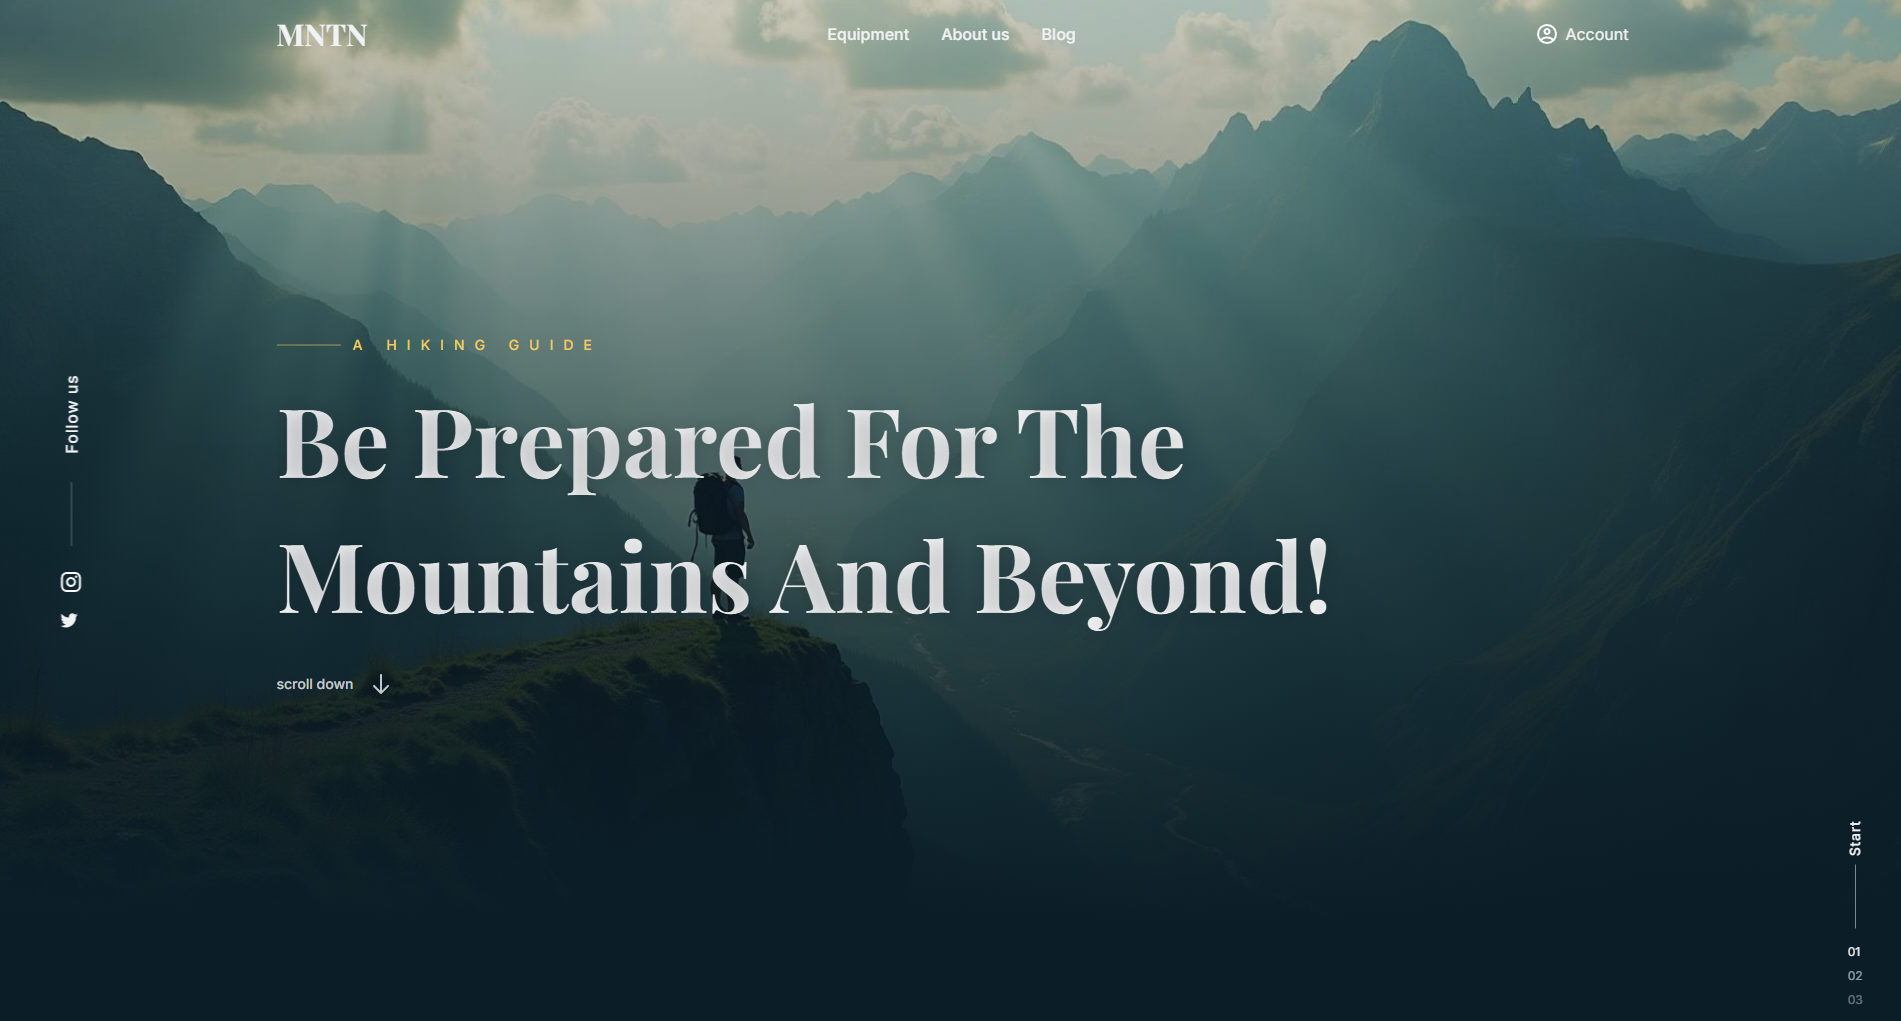 MNTN
Equipment
About us
Blog
Account
A HIKING GUIDE
Be Prepared For The
Mountains And Beyond!
scroll down
Follow us
Start
01
02
03